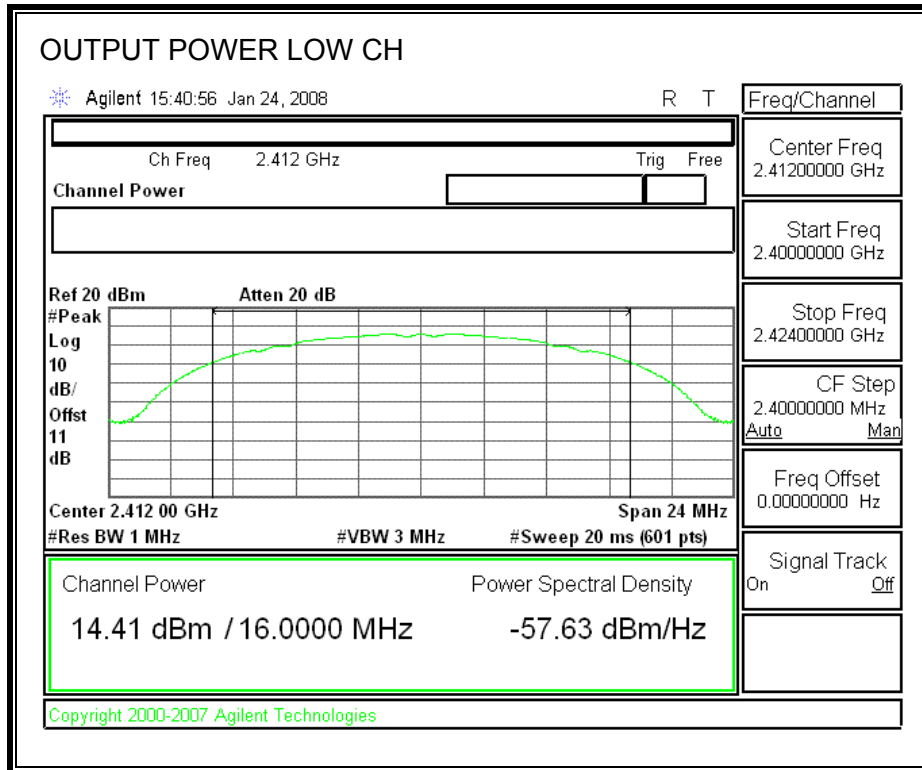 OUTPUT POWER LOW CH
Agilent 15:40:56 Jan 24, 2008 R T
Freq/Channel
Ch Freq 2.412 GHz Trig Free
Channel Power
Center Freq
2.41200000 GHz
Start Freq
2.40000000 GHz
Stop Freq
2.42400000 GHz
CF Step
2.40000000 MHz
Auto Man
Freq Offset
0.00000000 Hz
Signal Track
On Off
Ref 20 dBm Atten 20 dB
#Peak
Log
10
dB/
Offst
11
dB
Center 2.412 00 GHz Span 24 MHz
#Res BW 1 MHz #VBW 3 MHz #Sweep 20 ms (601 pts)
Channel Power Power Spectral Density
14.41 dBm / 16.0000 MHz -57.63 dBm/Hz
Copyright 2000-2007 Agilent Technologies